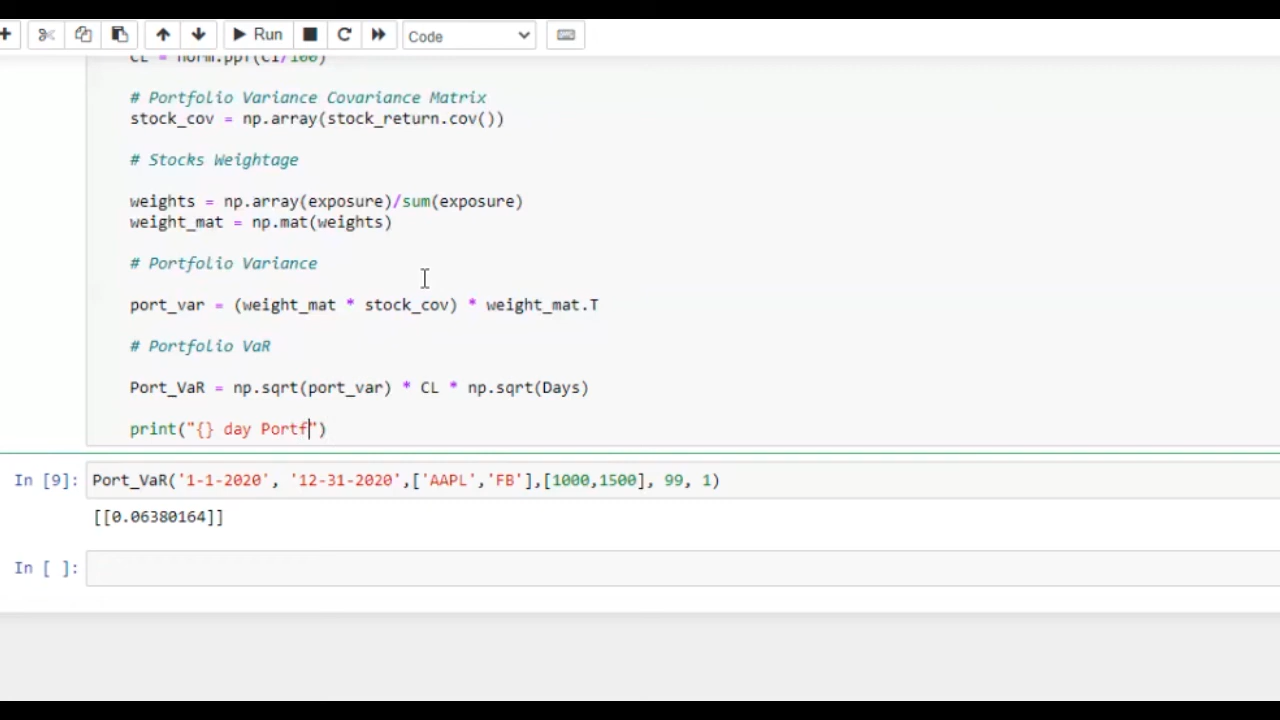 Run
Code
CL = norm.ppf(CI/100)
# Portfolio Variance Covariance Matrix
stock_cov = np.array(stock_return.cov())
# Stocks Weightage
weights = np.array(exposure)/sum(exposure)
weight_mat = np.mat(weights)
# Portfolio Variance
port_var = (weight_mat * stock_cov) * weight_mat.T
# Portfolio VaR
Port_VaR = np.sqrt(port_var) * CL * np.sqrt(Days)
print("{} day Portf")
In [9]: Port_VaR('1-1-2020', '12-31-2020',['AAPL','FB'],[1000,1500], 99, 1)
[[0.06380164]]
In [ ]: